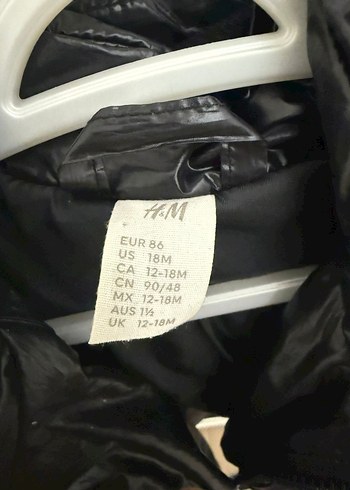 H&M
EUR 86
US 18M
CA 12-18M
CN 90/48
MX 12-18M
AUS 1½
UK 12-18M